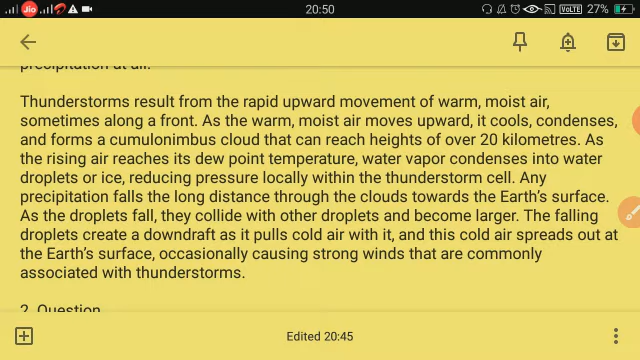 Jio
20:50
VoLTE
27%
precipitation at all.
Thunderstorms result from the rapid upward movement of warm, moist air,
sometimes along a front. As the warm, moist air moves upward, it cools, condenses,
and forms a cumulonimbus cloud that can reach heights of over 20 kilometres. As
the rising air reaches its dew point temperature, water vapor condenses into water
droplets or ice, reducing pressure locally within the thunderstorm cell. Any
precipitation falls the long distance through the clouds towards the Earth's surface.
As the droplets fall, they collide with other droplets and become larger. The falling
droplets create a downdraft as it pulls cold air with it, and this cold air spreads out at
the Earth's surface, occasionally causing strong winds that are commonly
associated with thunderstorms.
2. Question
Edited 20:45